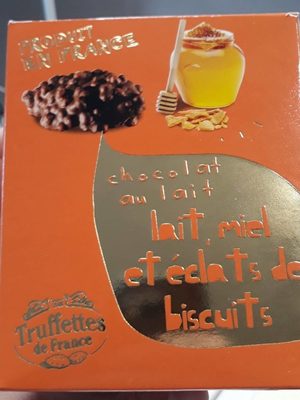 PRODUIT
EN FRANCE
chocolat
au lait
lait, miel
et éclats de
biscuits
Truffettes
de France